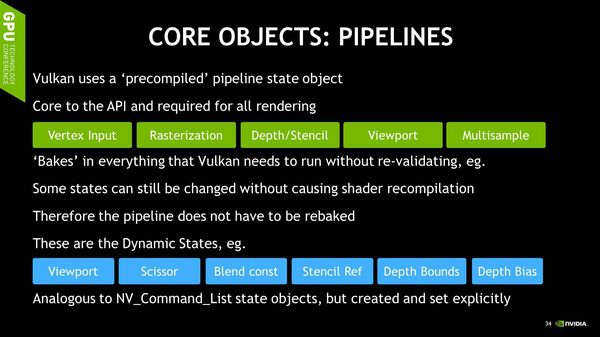 GPU TECHNOLOGY CONFERENCE
CORE OBJECTS: PIPELINES
Vulkan uses a ‘precompiled’ pipeline state object
Core to the API and required for all rendering
Vertex Input Rasterization Depth/Stencil Viewport Multisample
‘Bakes’ in everything that Vulkan needs to run without re-validating, eg.
Some states can still be changed without causing shader recompilation
Therefore the pipeline does not have to be rebaked
These are the Dynamic States, eg.
Viewport Scissor Blend const Stencil Ref Depth Bounds Depth Bias
Analogous to NV_Command_List state objects, but created and set explicitly
34 NVIDIA